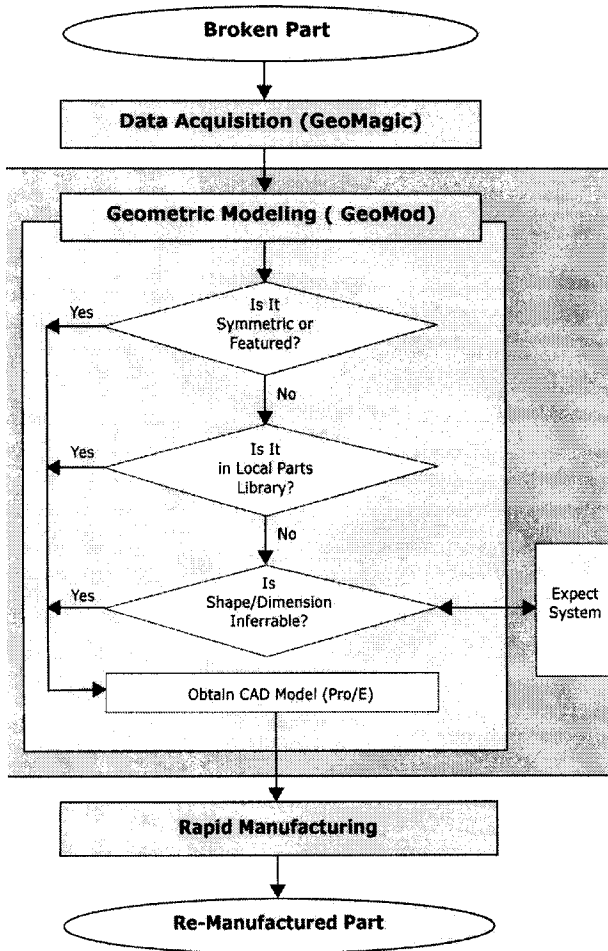 Broken Part
Data Acquisition (GeoMagic)
Geometric Modeling ( GeoMod)
Is It
Symmetric or
Featured?
Yes
No
Is It
in Local Parts
Library?
Yes
No
Is
Shape/Dimension
Inferrable?
Yes
Expect
System
Obtain CAD Model (Pro/E)
Rapid Manufacturing
Re-Manufactured Part